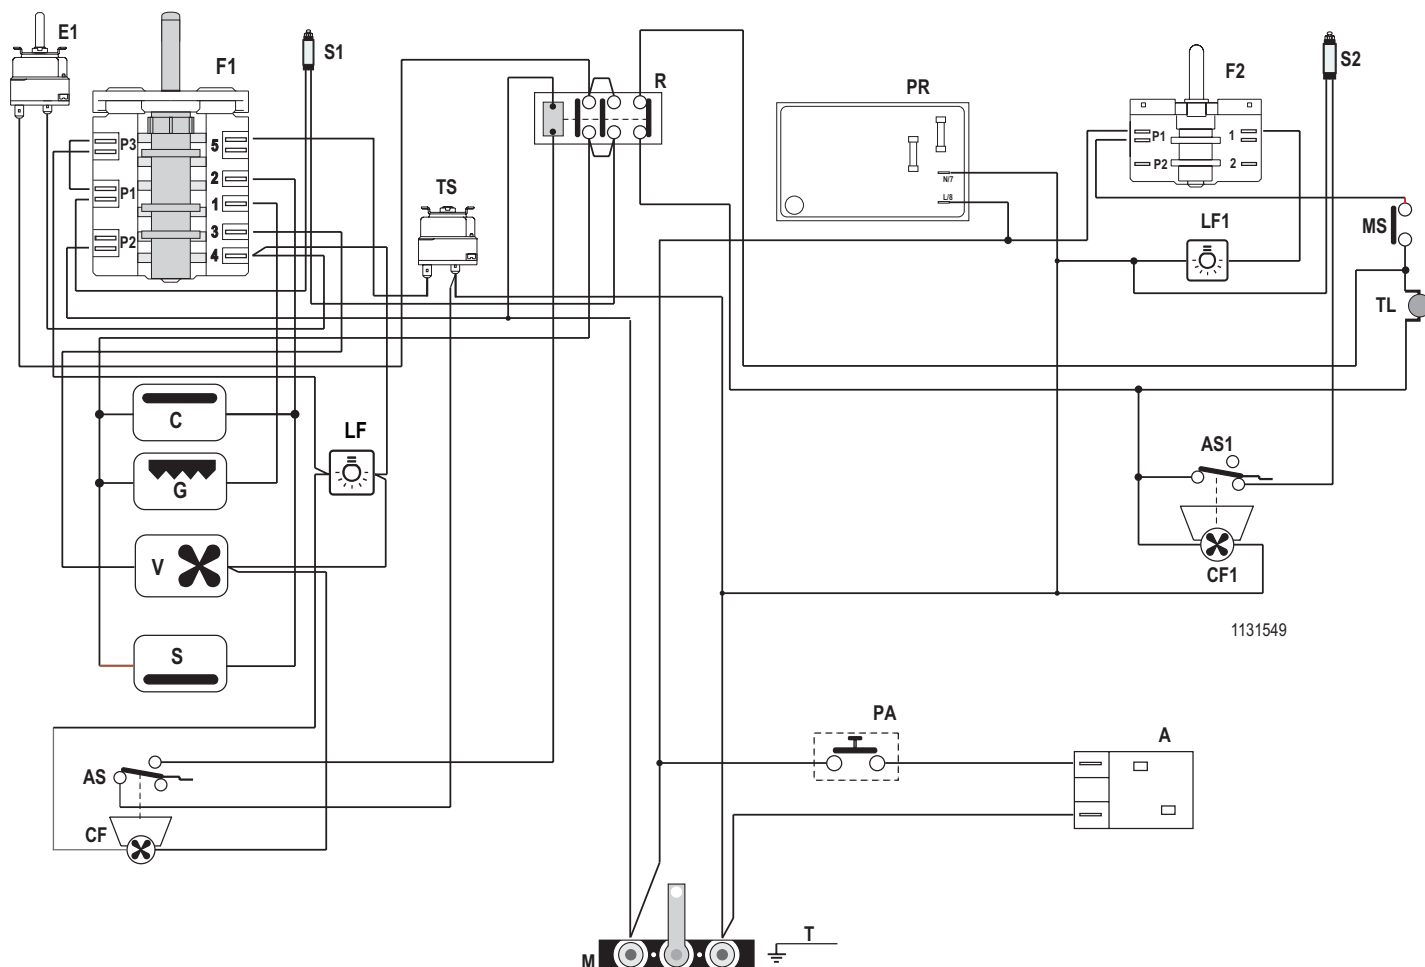 E1
F1
S1
R
PR
F2
S2
P3
5
P1
2
1
P2
3
4
TS
N/7
L/8
P1
1
P2
2
LF1
MS
TL
C
LF
G
V
S
AS1
CF1
1131549
PA
A
AS
CF
T
M